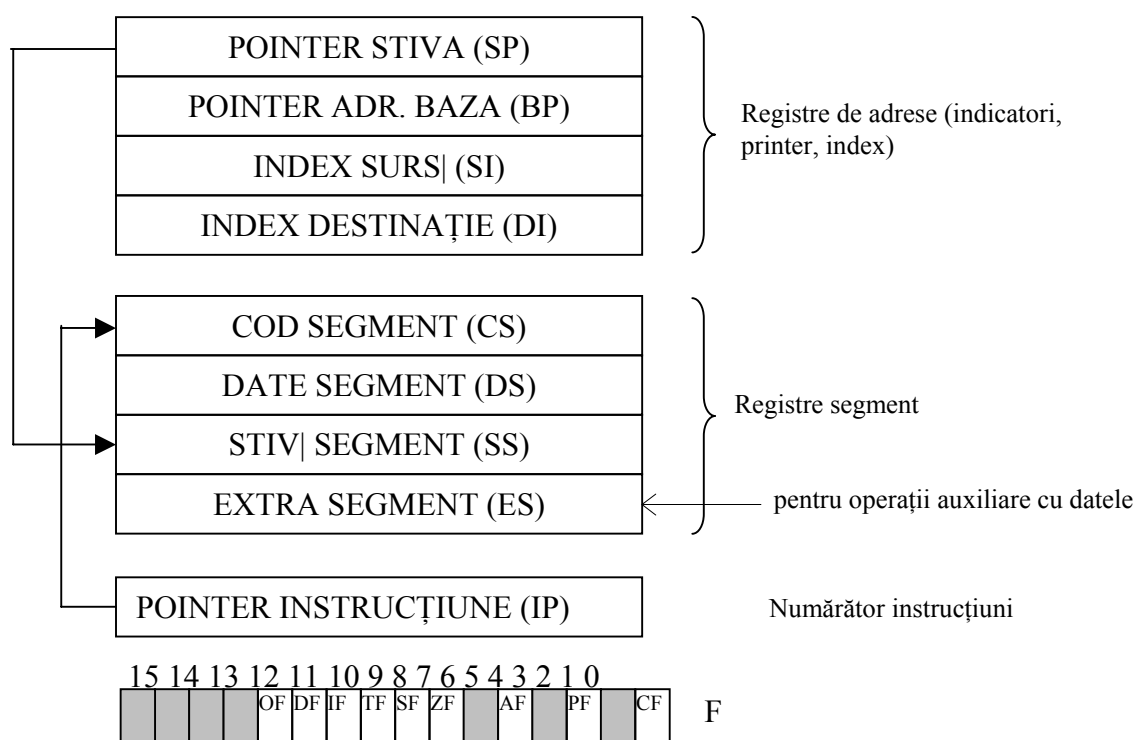 POINTER STIVA (SP)
POINTER ADR. BAZA (BP)
INDEX SURS| (SI)
INDEX DESTINAȚIE (DI)
Registre de adrese (indicatori,
printer, index)
COD SEGMENT (CS)
DATE SEGMENT (DS)
STIV| SEGMENT (SS)
EXTRA SEGMENT (ES)
Registre segment
pentru operații auxiliare cu datele
POINTER INSTRUCȚIUNE (IP)
Numărător instrucțiuni
15 14 13 12 11 10 9 8 7 6 5 4 3 2 1 0
OF DF IF TF SF ZF AF PF CF F